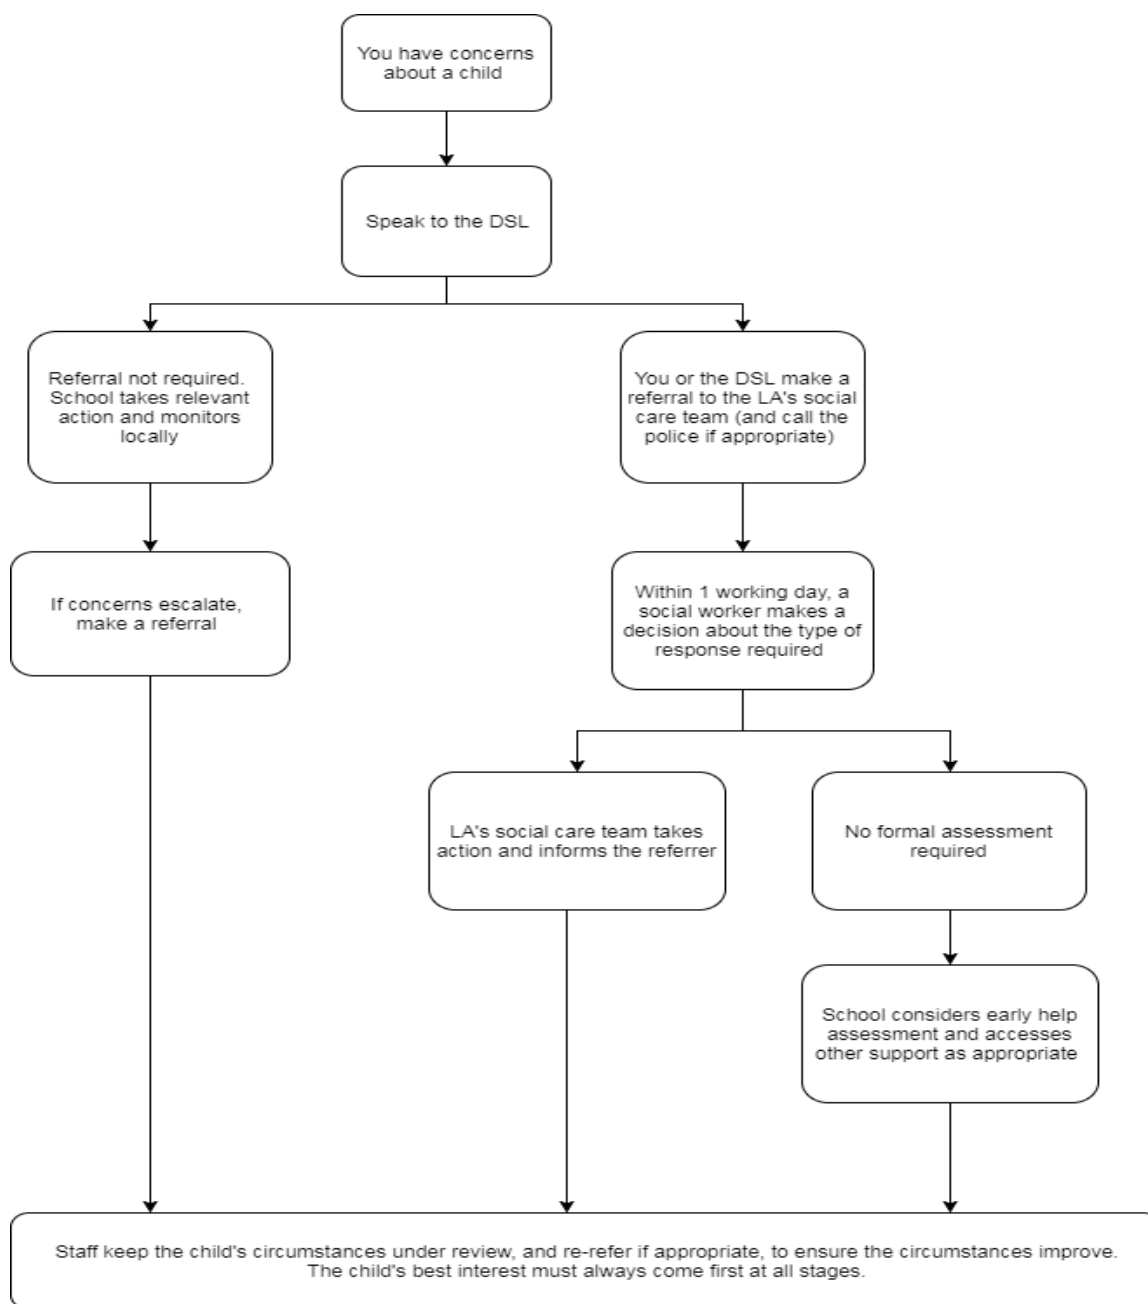 You have concerns
about a child
Speak to the DSL
Referral not required.
School takes relevant
action and monitors
locally
You or the DSL make a
referral to the LA's social
care team (and call the
police if appropriate)
If concerns escalate,
make a referral
Within 1 working day, a
social worker makes a
decision about the type of
response required
LA's social care team takes
action and informs the referrer
No formal assessment
required
School considers early help
assessment and accesses
other support as appropriate
Staff keep the child's circumstances under review, and re-refer if appropriate, to ensure the circumstances improve.
The child's best interest must always come first at all stages.